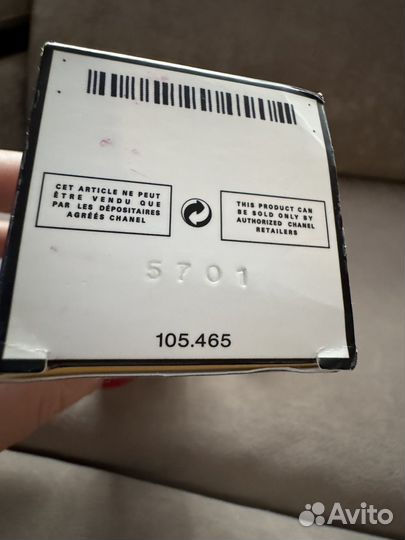 CET ARTICLE NE PEUT
ÊTRE VENDU QUE
PAR LES DÉPOSITAIRES
AGRÉÉS CHANEL
THIS PRODUCT CAN
BE SOLD ONLY BY
AUTHORIZED CHANEL
RETAILERS
5701
105.465
Avito